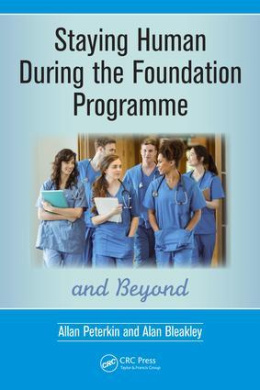 Staying Human
During the Foundation
Programme
and Beyond
Allan Peterkin and Alan Bleakley
CRC Press
Taylor & Francis Group